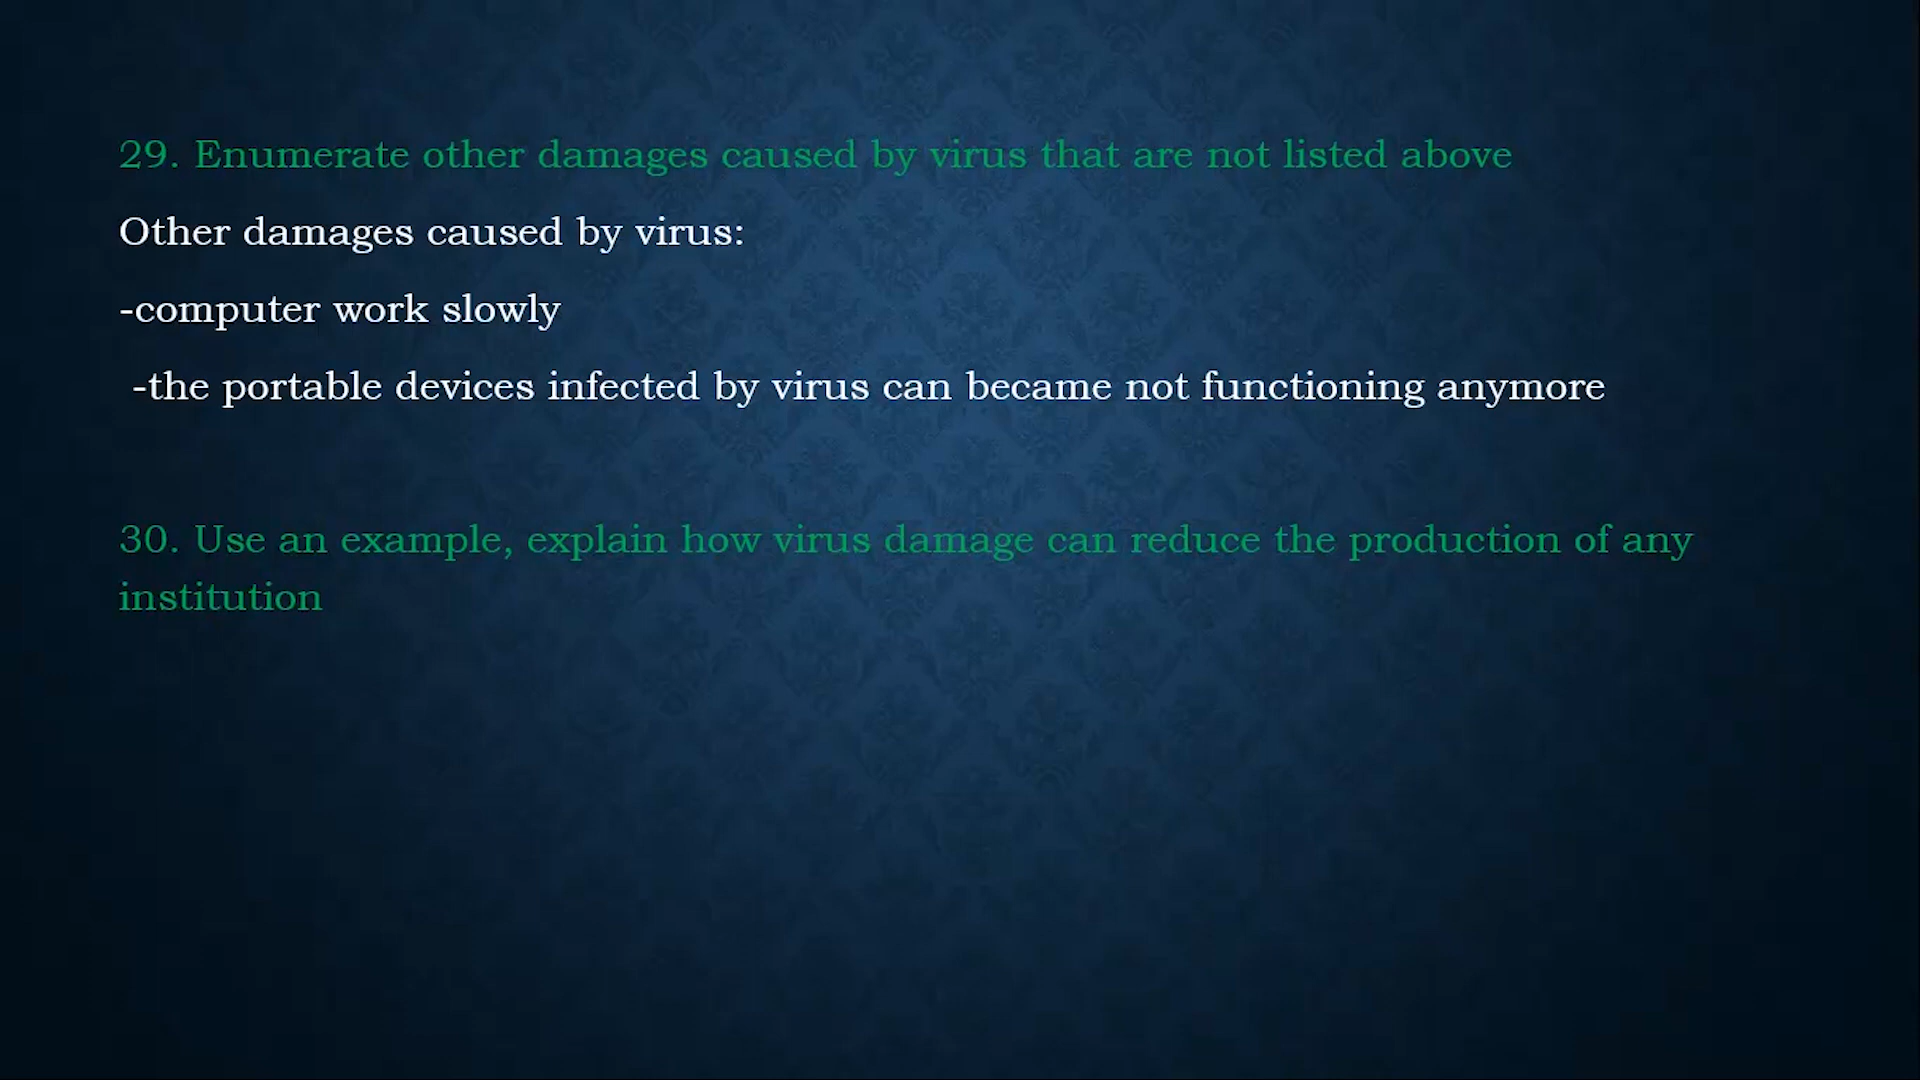 29. Enumerate other damages caused by virus that are not listed above
Other damages caused by virus:
-computer work slowly
-the portable devices infected by virus can became not functioning anymore
30. Use an example, explain how virus damage can reduce the production of any
institution